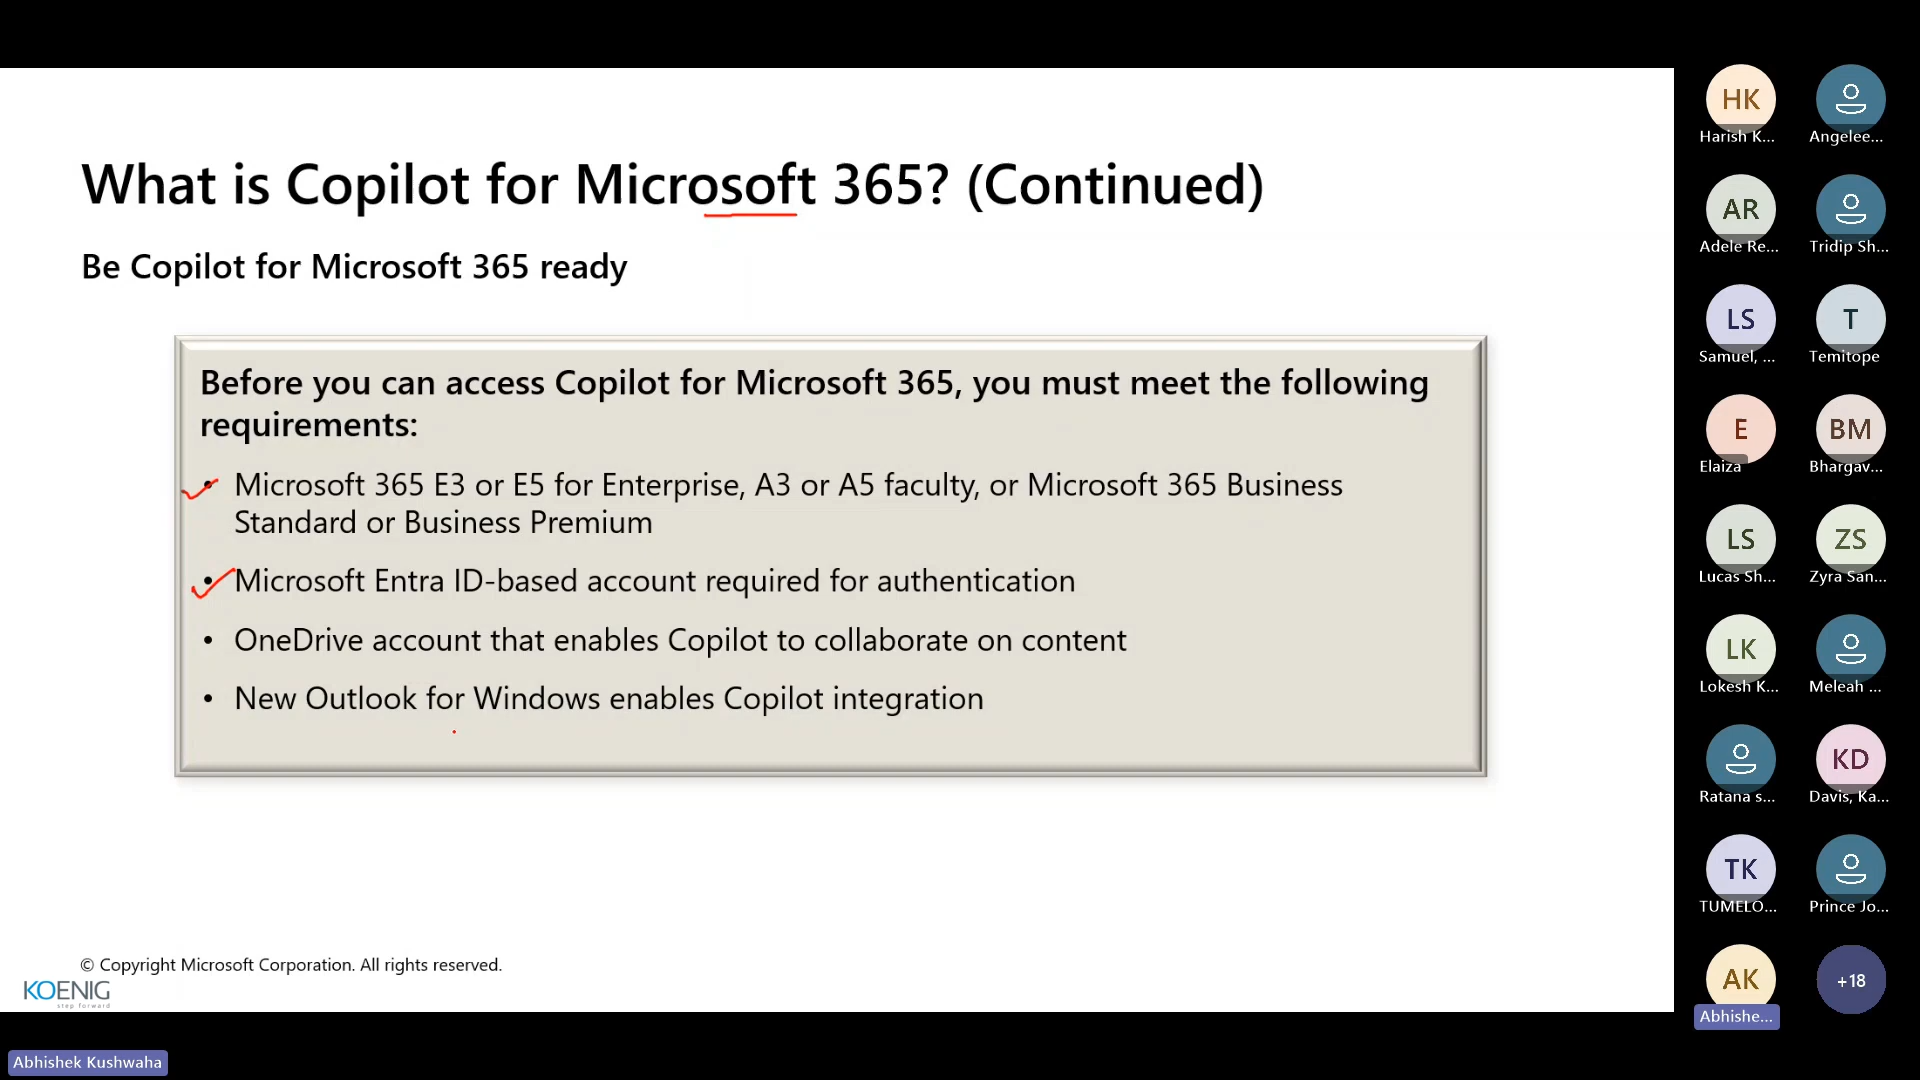 What is Copilot for Microsoft 365? (Continued)
Be Copilot for Microsoft 365 ready
Before you can access Copilot for Microsoft 365, you must meet the following
requirements:
• Microsoft 365 E3 or E5 for Enterprise, A3 or A5 faculty, or Microsoft 365 Business
Standard or Business Premium
• Microsoft Entra ID-based account required for authentication
• OneDrive account that enables Copilot to collaborate on content
• New Outlook for Windows enables Copilot integration
© Copyright Microsoft Corporation. All rights reserved.
KOENIG
step forward
Abhishek Kushwaha
HK
Harish K...
Angelee...
AR
Adele Re...
Tridip Sh...
LS
Samuel, ...
T
Temitope
E
Elaiza
BM
Bhargav...
LS
Lucas Sh...
ZS
Zyra San...
LK
Lokesh K...
Meleah ...
Ratana s...
KD
Davis, Ka...
TK
TUMELO...
Prince Jo...
AK
Abhishe...
+18